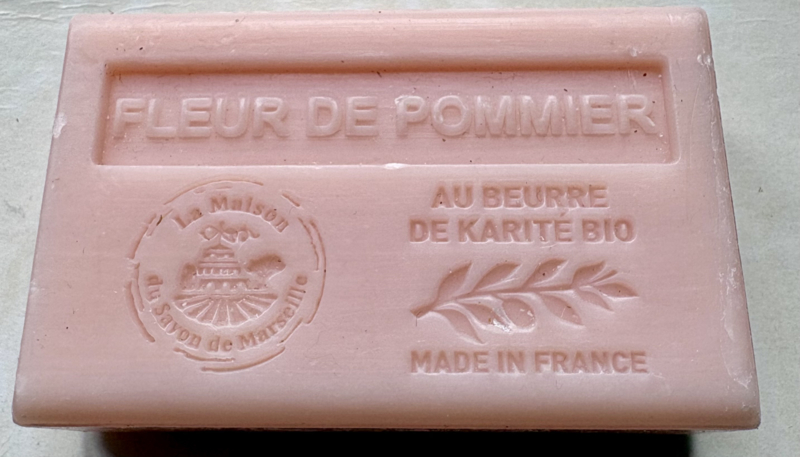 FLEUR DE POMMIER
La Maison
du Savon de Marseille
AU BEURRE
DE KARITÉ BIO
MADE IN FRANCE